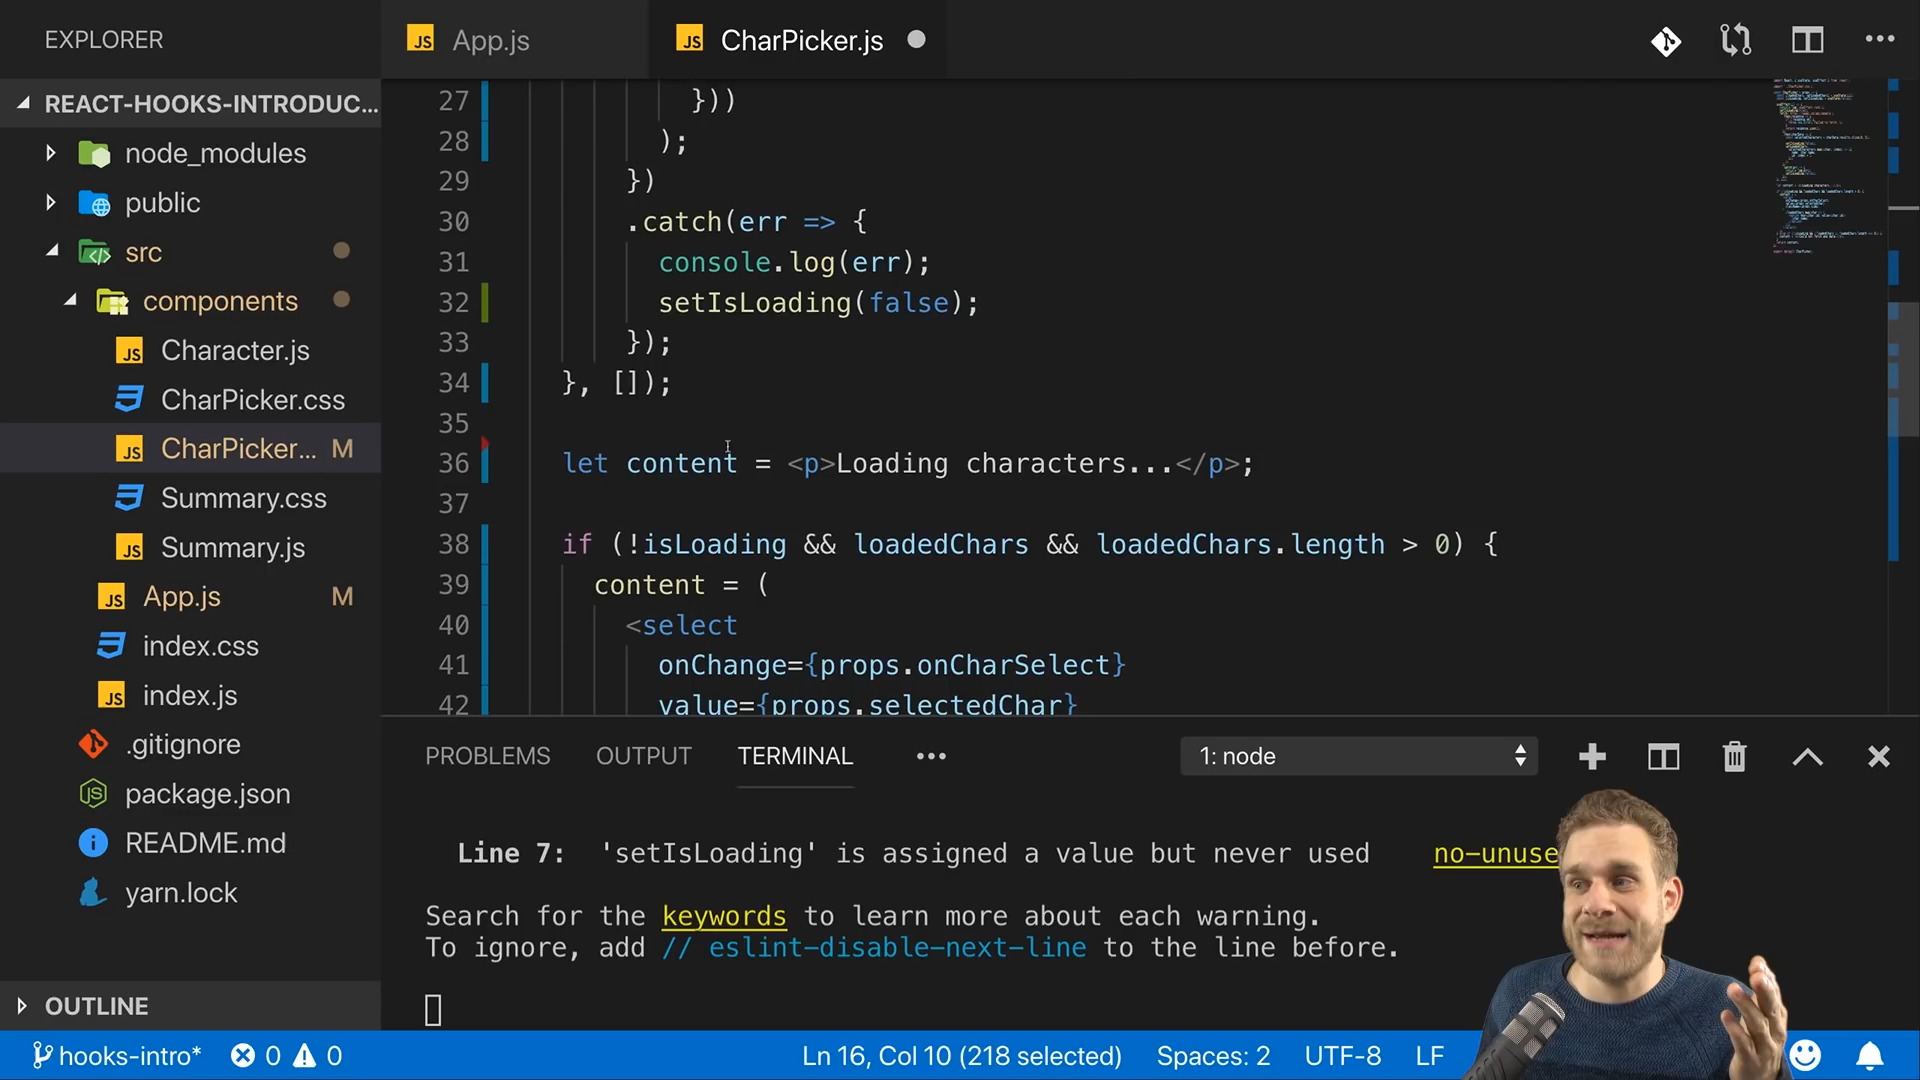 EXPLORER
App.js
CharPicker.js
REACT-HOOKS-INTRODUC...
node_modules
public
src
components
Character.js
CharPicker.css
CharPicker... M
Summary.css
Summary.js
App.js M
index.css
index.js
.gitignore
package.json
README.md
yarn.lock
OUTLINE
27 }))
28 );
29 })
30 .catch(err => {
31 console.log(err);
32 setIsLoading(false);
33 });
34 }, []);
35
36 let content = <p>Loading characters...</p>;
37
38 if (!isLoading && loadedChars && loadedChars.length > 0) {
39 content = (
40 <select
41 onChange={props.onCharSelect}
42 value={props.selectedChar}
PROBLEMS OUTPUT TERMINAL ... 1: node
Line 7: 'setIsLoading' is assigned a value but never used no-unuse
Search for the keywords to learn more about each warning.
To ignore, add // eslint-disable-next-line to the line before.
hooks-intro* 0 0 Ln 16, Col 10 (218 selected) Spaces: 2 UTF-8 LF